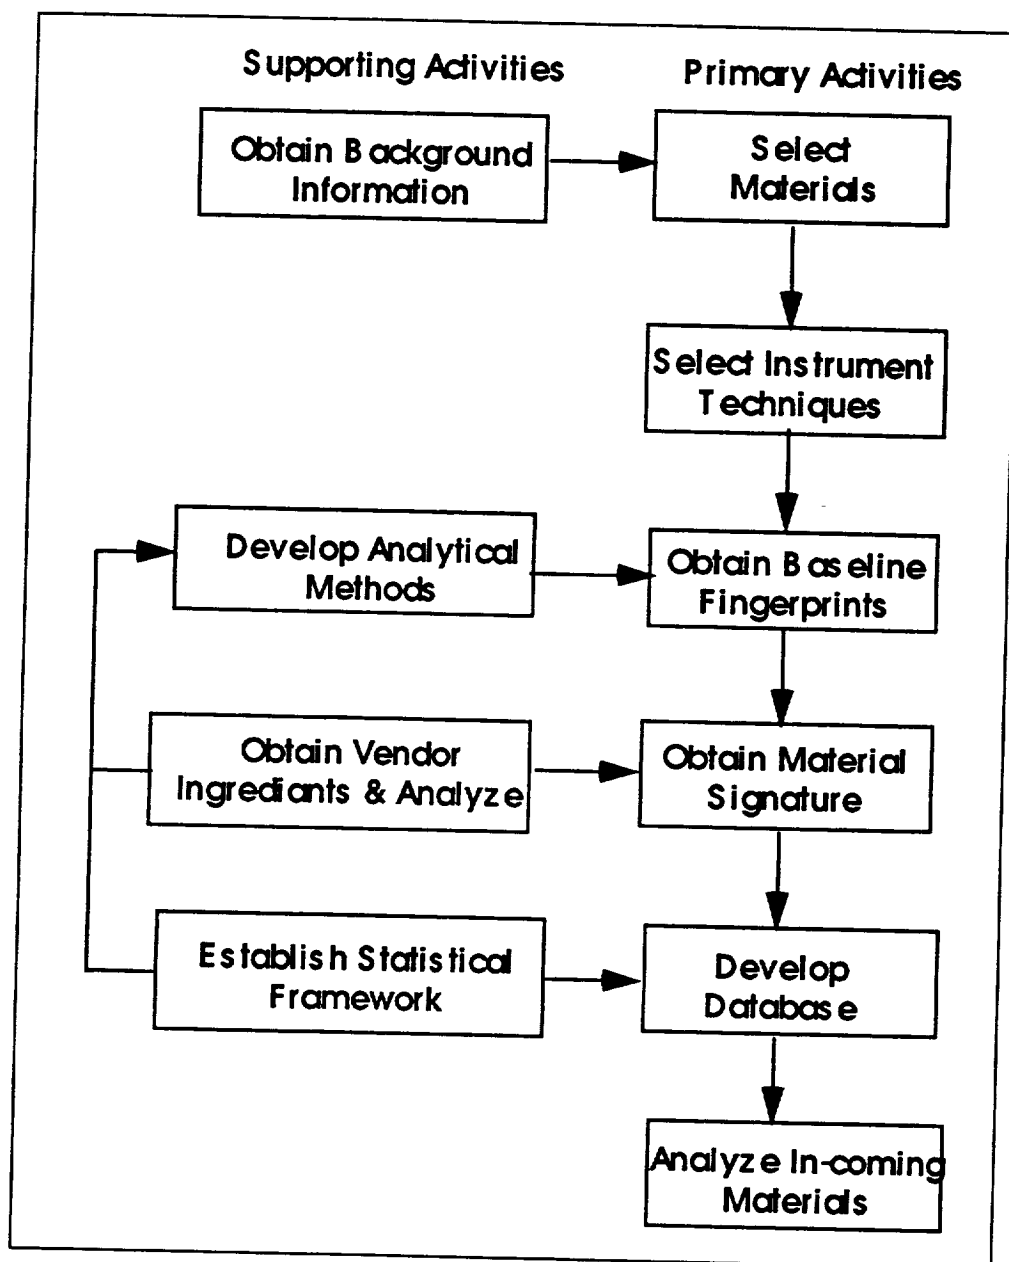 Supporting Activities
Primary Activities
Obtain Background
Information
Select
Materials
Select Instrument
Techniques
Develop Analytical
Methods
Obtain Baseline
Fingerprints
Obtain Vendor
Ingrediants & Analyze
Obtain Material
Signature
Establish Statistical
Framework
Develop
Database
Analyze In-coming
Materials